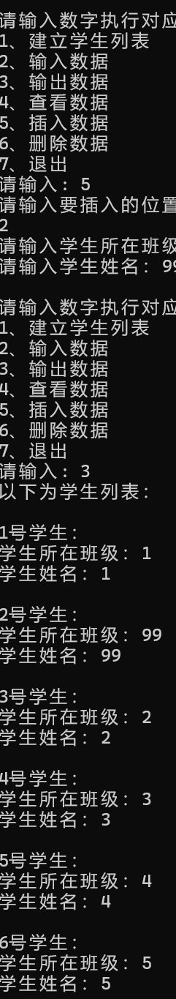 请输入数字执行对应
1、建立学生列表
2、输入数据
3、输出数据
4、查看数据
5、插入数据
6、删除数据
7、退出
请输入：5
请输入要插入的位置
2
请输入学生所在班级
请输入学生姓名：99
请输入数字执行对应
1、建立学生列表
2、输入数据
3、输出数据
4、查看数据
5、插入数据
6、删除数据
7、退出
请输入：3
以下为学生列表：
1号学生：
学生所在班级：1
学生姓名：1
2号学生：
学生所在班级：99
学生姓名：99
3号学生：
学生所在班级：2
学生姓名：2
4号学生：
学生所在班级：3
学生姓名：3
5号学生：
学生所在班级：4
学生姓名：4
6号学生：
学生所在班级：5
学生姓名：5